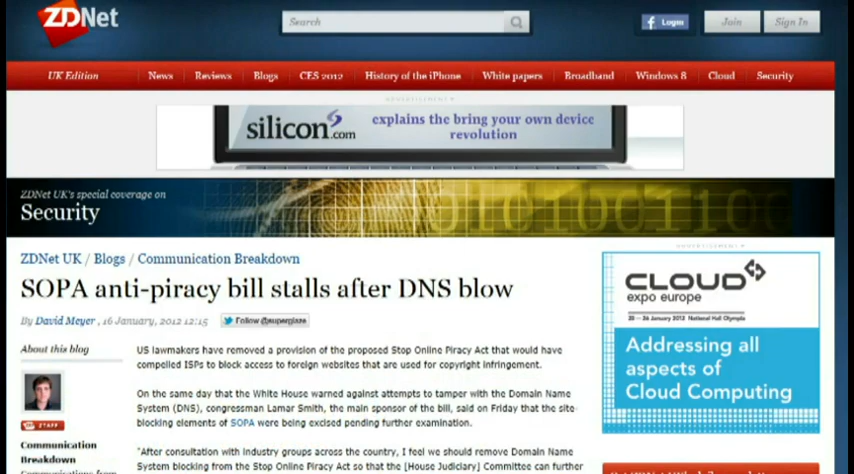 ZDNet
Search
Login
Join
Sign In
UK Edition
News
Reviews
Blogs
CES 2012
History of the iPhone
White papers
Broadband
Windows 8
Cloud
Security
ADVERTISEMENT
silicon.com
explains the bring your own device
revolution
ZDNet UK's special coverage on
Security
ADVERTISEMENT
ZDNet UK / Blogs / Communication Breakdown
SOPA anti-piracy bill stalls after DNS blow
By David Meyer , 16 January, 2012 12:15
Follow @superglaze
About this blog
STAFF
Communication
Breakdown
US lawmakers have removed a provision of the proposed Stop Online Piracy Act that would have
compelled ISPs to block access to foreign websites that are used for copyright infringement.
On the same day that the White House warned against attempts to tamper with the Domain Name
System (DNS), congressman Lamar Smith, the main sponsor of the bill, said on Friday that the site-
blocking elements of SOPA were being excised pending further examination.
"After consultation with industry groups across the country, I feel we should remove Domain Name
System blocking from the Stop Online Piracy Act so that the [House Judiciary] Committee can further
CLOUD
expo europe
2012 National Hall Olympia
Addressing all
aspects of
Cloud Computing